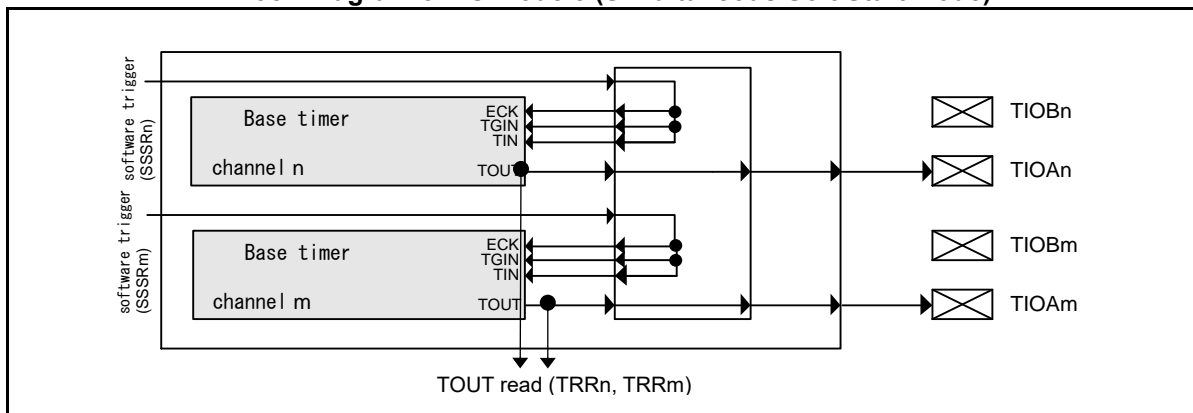 software trigger
(SSSRn)
Base timer
channel n
ECK
TGIN
TIN
TOUT
TIOBn
TIOAn
software trigger
(SSSRm)
Base timer
channel m
ECK
TGIN
TIN
TOUT
TIOBm
TIOAm
TOUT read (TRRn, TRRm)